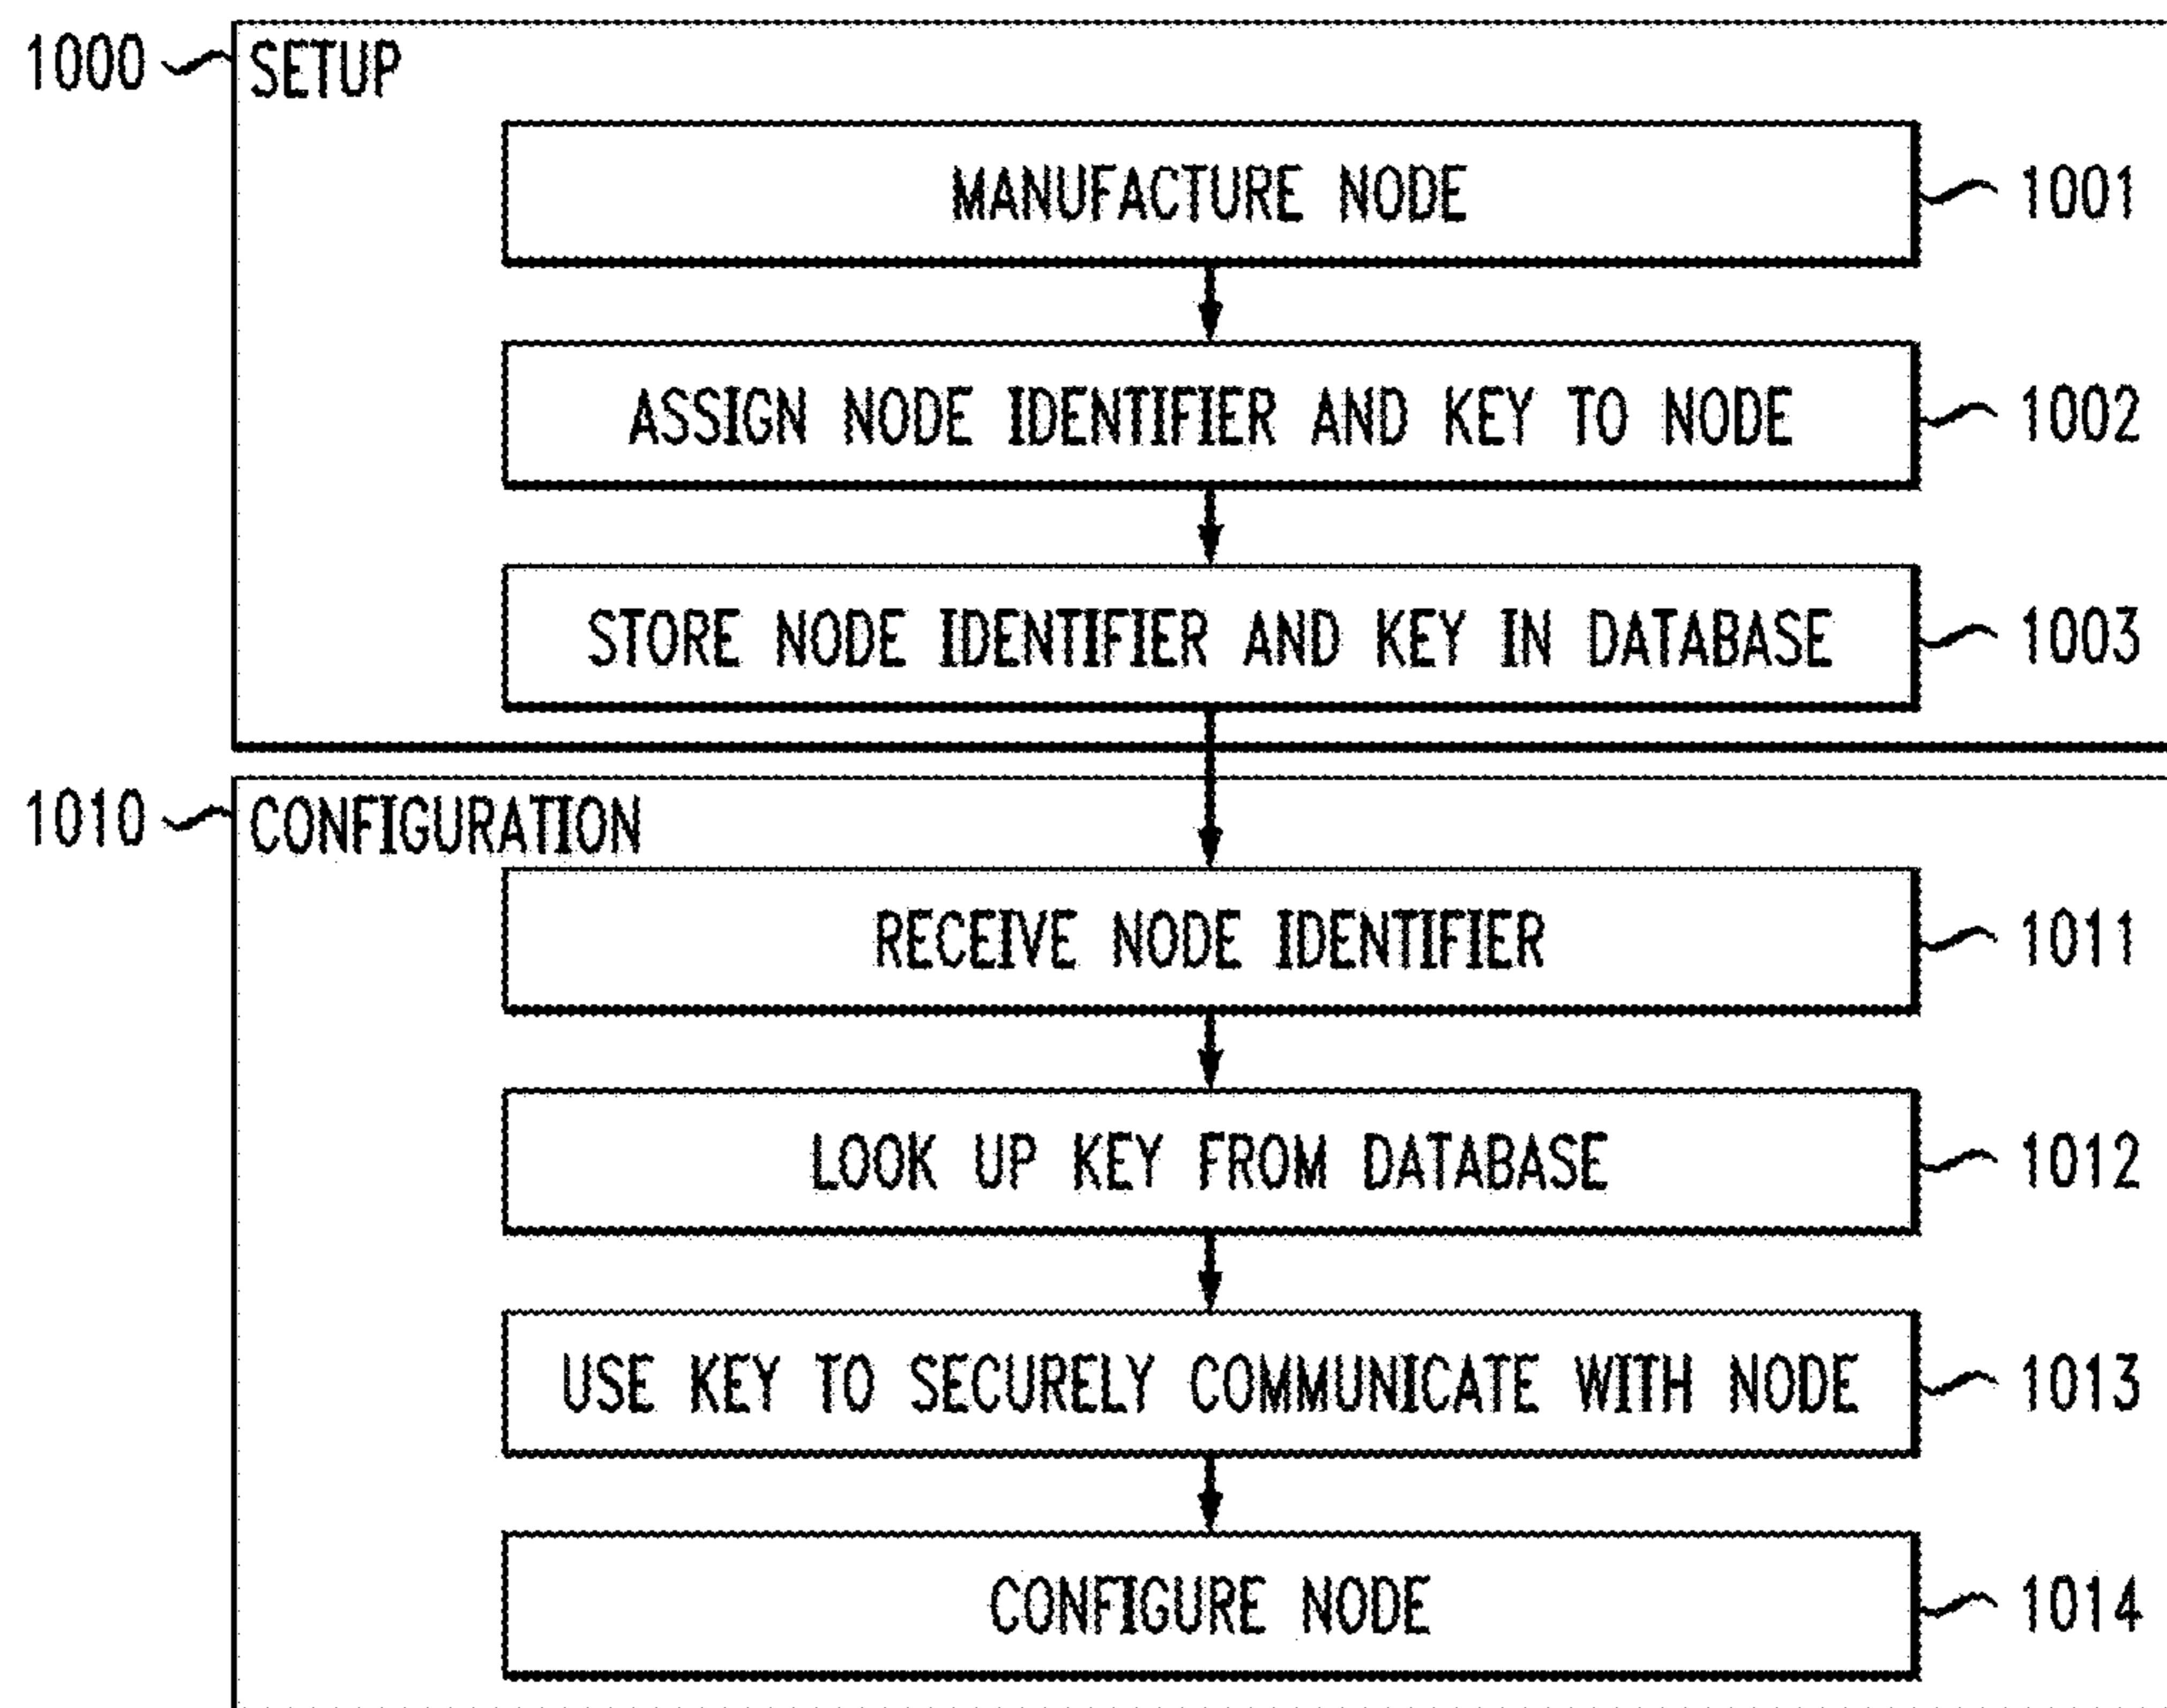 1000 SETUP
MANUFACTURE NODE 1001
ASSIGN NODE IDENTIFIER AND KEY TO NODE 1002
STORE NODE IDENTIFIER AND KEY IN DATABASE 1003
1010 CONFIGURATION
RECEIVE NODE IDENTIFIER 1011
LOOK UP KEY FROM DATABASE 1012
USE KEY TO SECURELY COMMUNICATE WITH NODE 1013
CONFIGURE NODE 1014